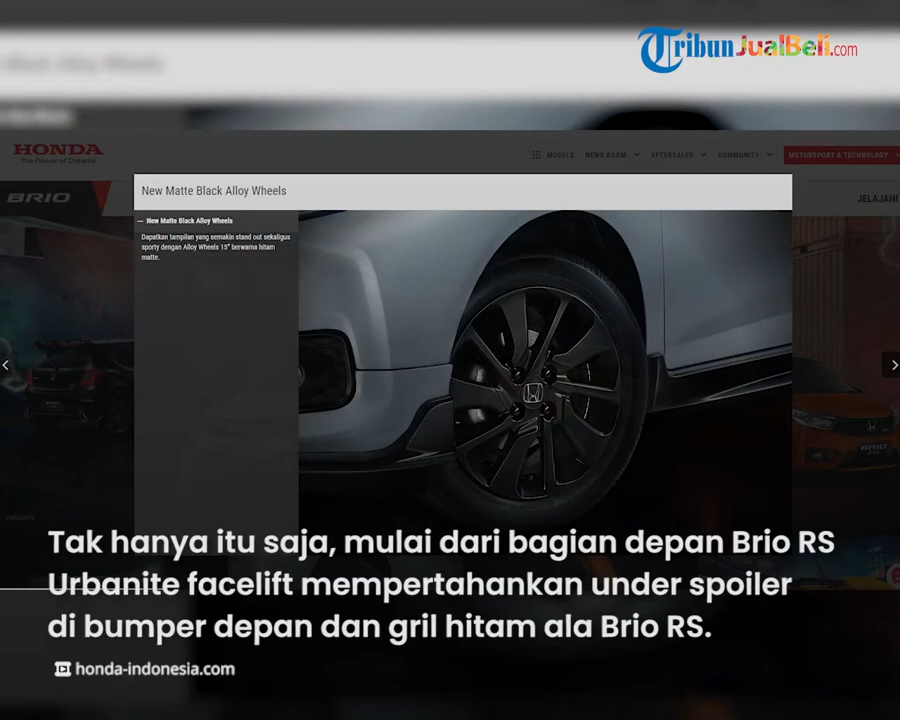 TribunJualBeli.com
HONDA
The Power of Dreams
MODELS NEWS ROOM AFTERSALES COMMUNITY MOTORSPORT & TECHNOLOGY
New Matte Black Alloy Wheels
BRIO
JELAJAHI
— New Matte Black Alloy Wheels
Dapatkan tampilan yang semakin stand out sekaligus
sporty dengan Alloy Wheels 15" berwarna hitam
matte.
BRIO
VARIANTS
Tak hanya itu saja, mulai dari bagian depan Brio RS
Urbanite facelift mempertahankan under spoiler
di bumper depan dan gril hitam ala Brio RS.
honda-indonesia.com